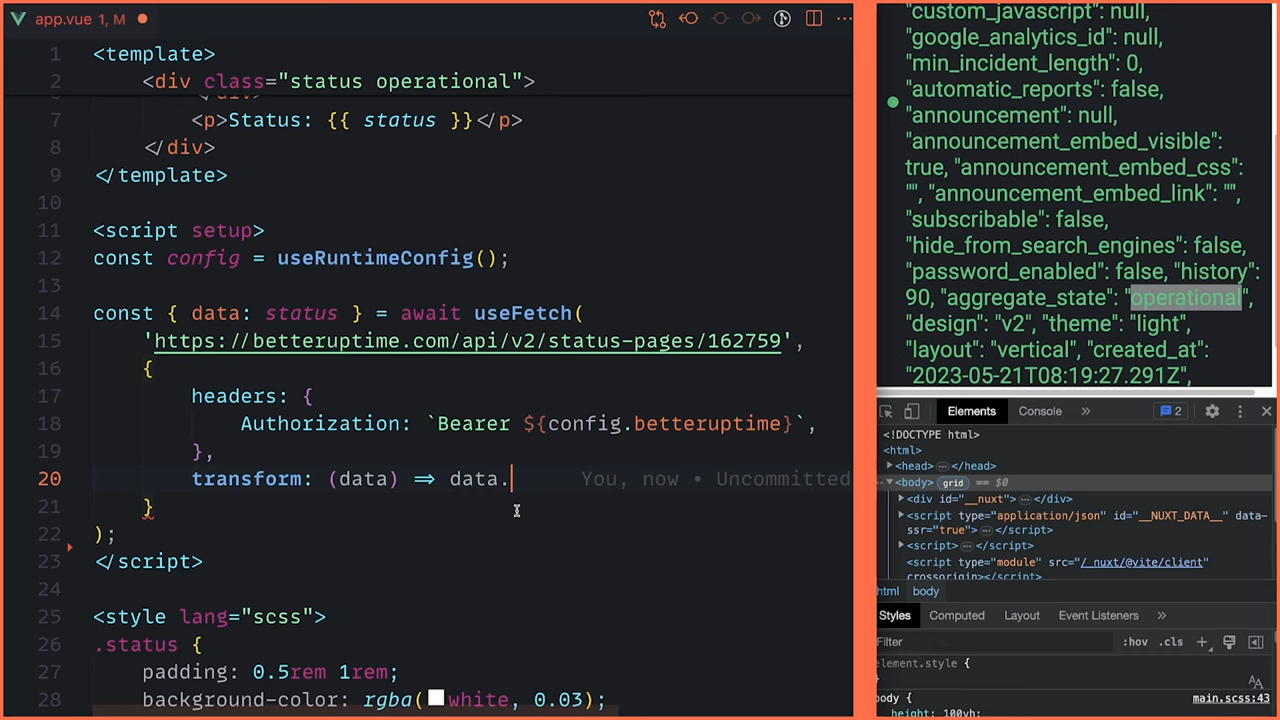 app.vue 1, M
1 <template>
2 <div class="status operational">
7 <p>Status: {{ status }}</p>
8 </div>
9 </template>
10
11 <script setup>
12 const config = useRuntimeConfig();
13
14 const { data: status } = await useFetch(
15 'https://betteruptime.com/api/v2/status-pages/162759',
16 {
17 headers: {
18 Authorization: `Bearer ${config.betteruptime}`,
19 },
20 transform: (data) => data. You, now • Uncommitted
21 }
22 );
23 </script>
24
25 <style lang="scss">
26 .status {
27 padding: 0.5rem 1rem;
28 background-color: rgba(white, 0.03);
"custom_javascript": null,
"google_analytics_id": null,
"min_incident_length": 0,
"automatic_reports": false,
"announcement": null,
"announcement_embed_visible":
true, "announcement_embed_css":
"", "announcement_embed_link": "",
"subscribable": false,
"hide_from_search_engines": false,
"password_enabled": false, "history":
90, "aggregate_state": "operational",
"design": "v2", "theme": "light",
"layout": "vertical", "created_at":
"2023-05-21T08:19:27.291Z",
Elements Console » 2
<!DOCTYPE html>
<html>
<head> … </head>
<body> grid == $0
<div id="__nuxt"> … </div>
<script type="application/json" id="__NUXT_DATA__" data-
ssr="true"> … </script>
<script> … </script>
<script type="module" src="/_nuxt/@vite/client"
crossorigin></script>
html body
Styles Computed Layout Event Listeners »
Filter :hov .cls
element.style {
body { main.scss:43
height: 100vh;